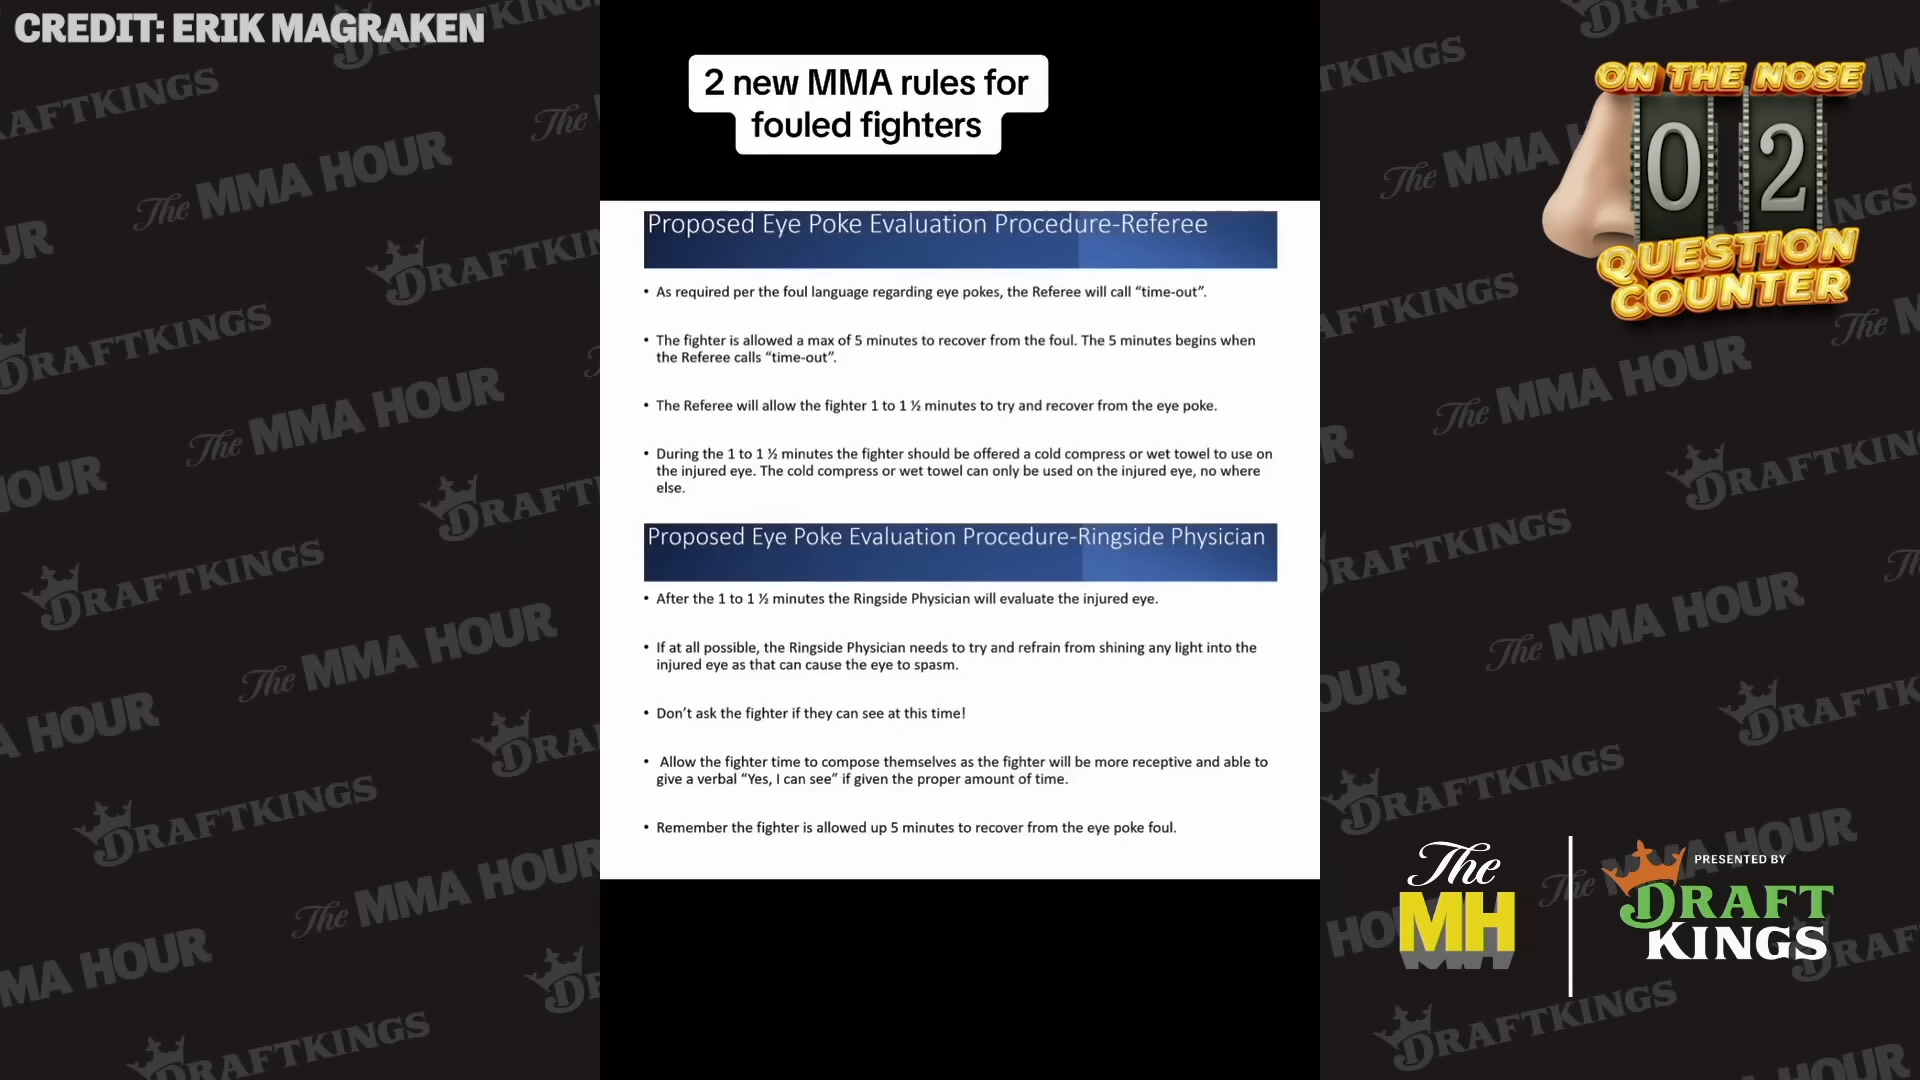 CREDIT: ERIK MAGRAKEN
2 new MMA rules for
fouled fighters
Proposed Eye Poke Evaluation Procedure-Referee
• As required per the foul language regarding eye pokes, the Referee will call “time-out”.
• The fighter is allowed a max of 5 minutes to recover from the foul. The 5 minutes begins when
the Referee calls “time-out”.
• The Referee will allow the fighter 1 to 1 ½ minutes to try and recover from the eye poke.
• During the 1 to 1 ½ minutes the fighter should be offered a cold compress or wet towel to use on
the injured eye. The cold compress or wet towel can only be used on the injured eye, no where
else.
Proposed Eye Poke Evaluation Procedure-Ringside Physician
• After the 1 to 1 ½ minutes the Ringside Physician will evaluate the injured eye.
• If at all possible, the Ringside Physician needs to try and refrain from shining any light into the
injured eye as that can cause the eye to spasm.
• Don’t ask the fighter if they can see at this time!
• Allow the fighter time to compose themselves as the fighter will be more receptive and able to
give a verbal “Yes, I can see” if given the proper amount of time.
• Remember the fighter is allowed up 5 minutes to recover from the eye poke foul.
ON THE NOSE
02
QUESTION
COUNTER
The
MH
PRESENTED BY
DRAFT
KINGS